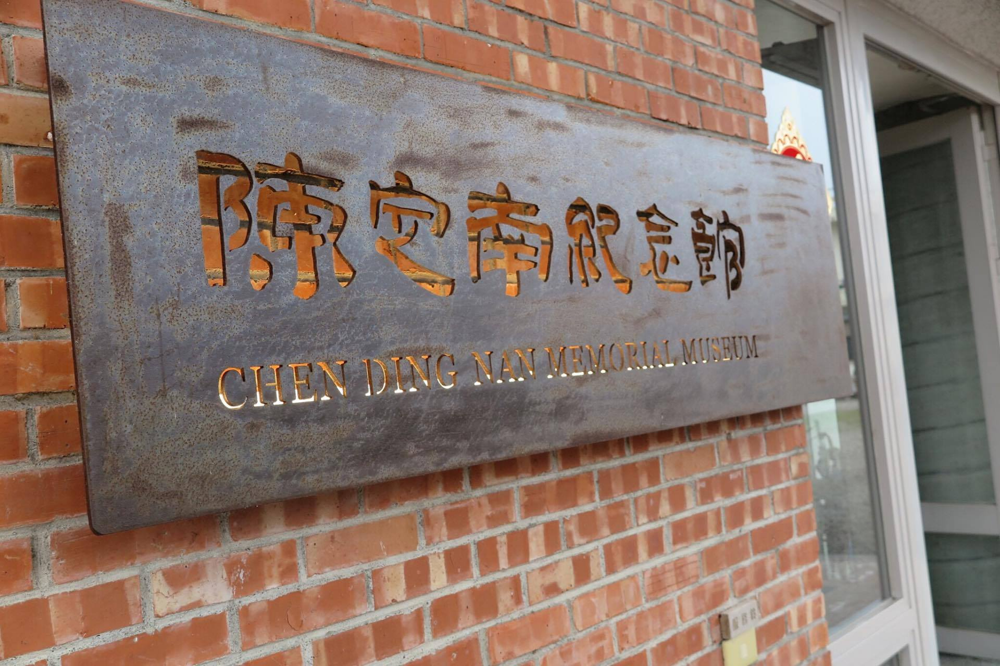 陳定南紀念館
CHEN DING NAN MEMORIAL MUSEUM